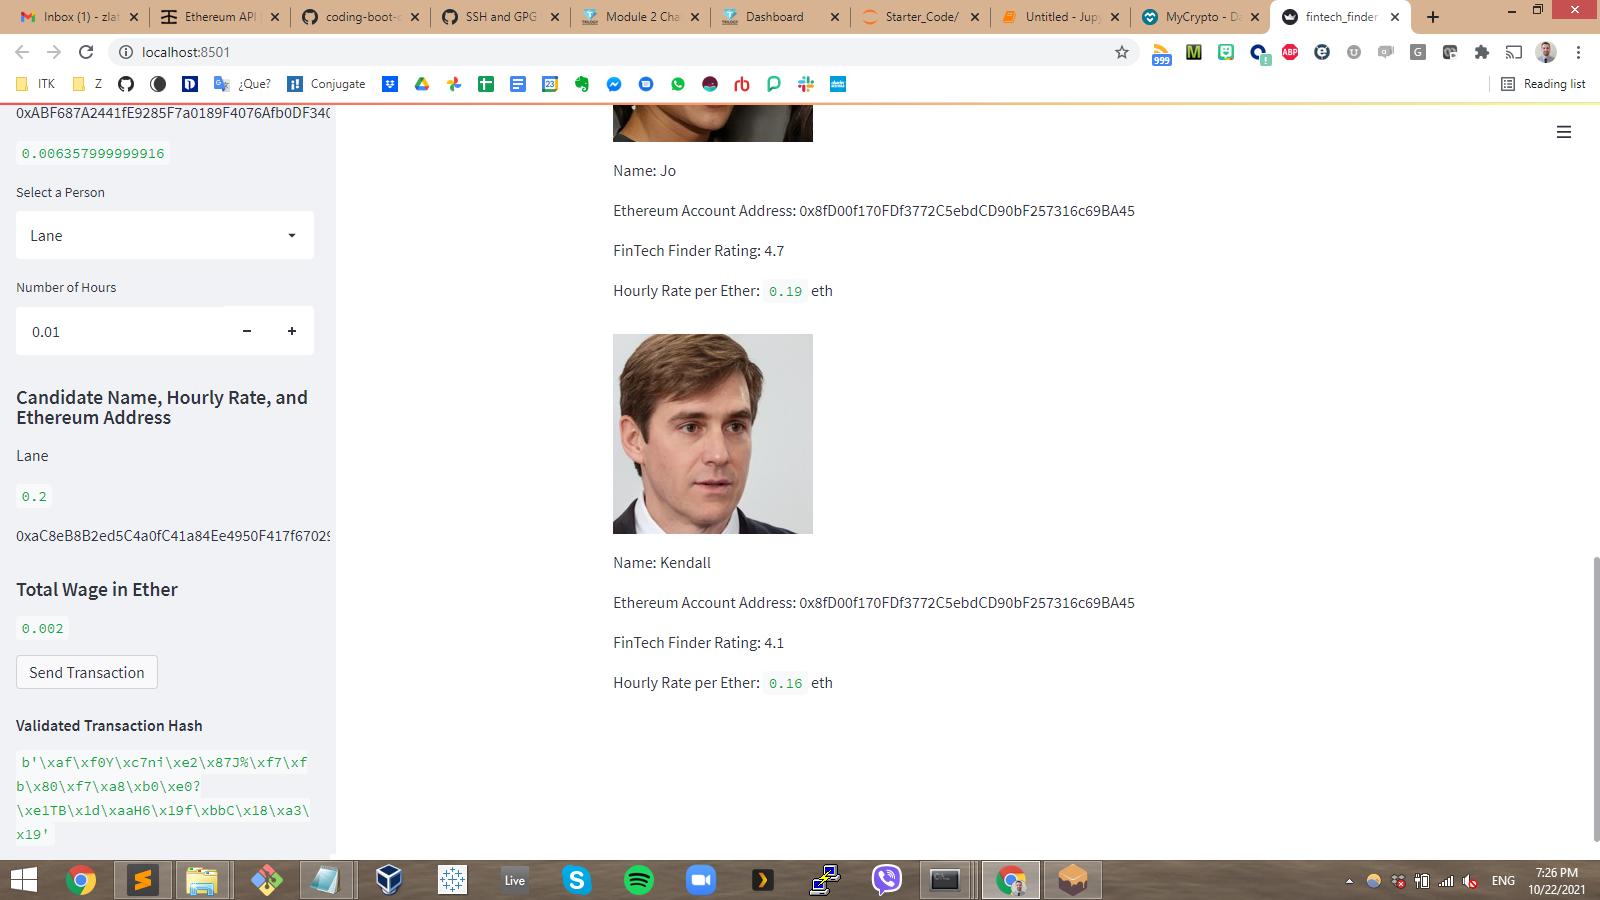 Inbox (1) - zlat
Ethereum API
coding-boot-c
SSH and GPG
Module 2 Cha
Dashboard
Starter_Code/
Untitled - Jupy
MyCrypto - Da
fintech_finder
localhost:8501
999
ABP
ITK
Z
¿Que?
Conjugate
Reading list
0xABF687A2441fE9285F7a0189F4076Afb0DF340
0.006357999999916
Select a Person
Lane
Number of Hours
0.01
Candidate Name, Hourly Rate, and
Ethereum Address
Lane
0.2
0xaC8eB8B2ed5C4a0fC41a84Ee4950F417f67029
Total Wage in Ether
0.002
Send Transaction
Validated Transaction Hash
b'\xaf\xf0Y\xc7ni\xe2\x87J%\xf7\xf
b\x80\xf7\xa8\xb0\xe0?
\xe1TB\x1d\xaaH6\x19f\xbbC\x18\xa3\
x19'
Name: Jo
Ethereum Account Address: 0x8fD00f170FDf3772C5ebdCD90bF257316c69BA45
FinTech Finder Rating: 4.7
Hourly Rate per Ether: 0.19 eth
Name: Kendall
Ethereum Account Address: 0x8fD00f170FDf3772C5ebdCD90bF257316c69BA45
FinTech Finder Rating: 4.1
Hourly Rate per Ether: 0.16 eth
Live
ENG
7:26 PM
10/22/2021